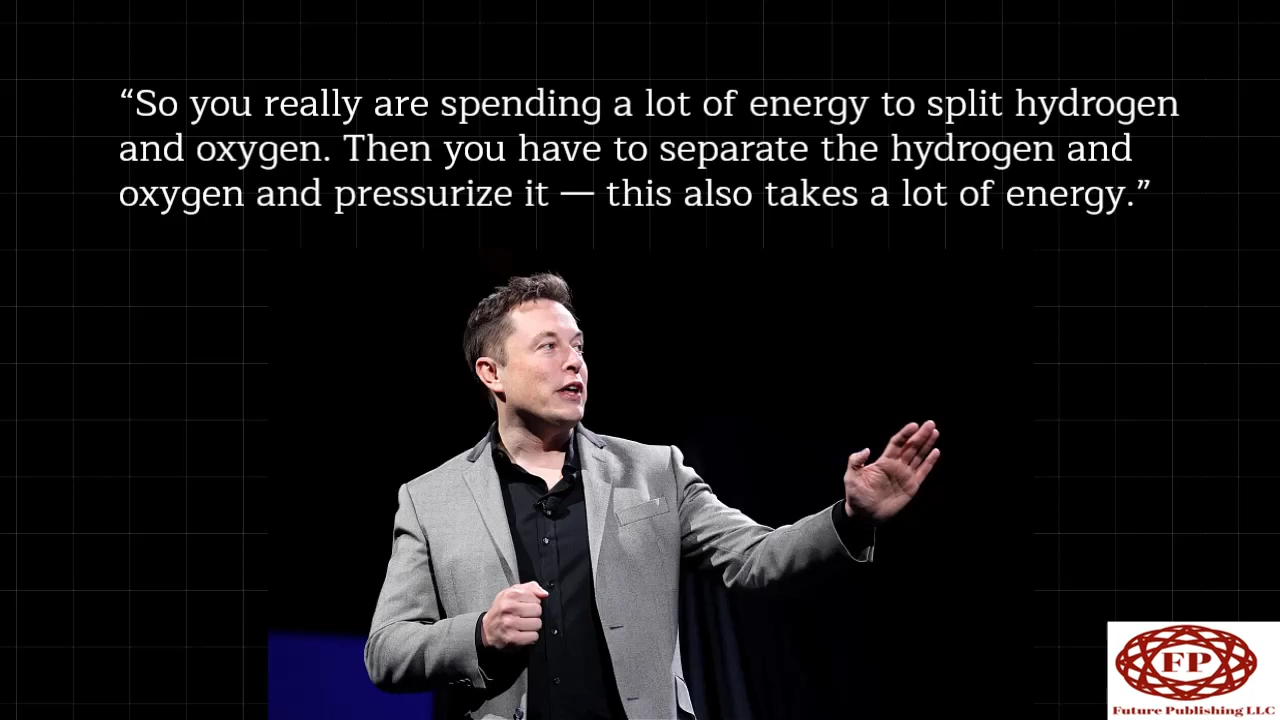 “So you really are spending a lot of energy to split hydrogen
and oxygen. Then you have to separate the hydrogen and
oxygen and pressurize it — this also takes a lot of energy.”
FP
Future Publishing LLC